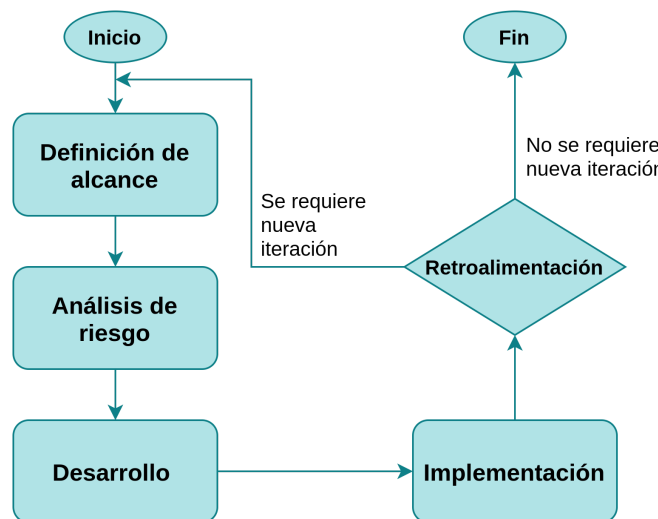 Inicio
Fin
Definición de
alcance
No se requiere
nueva iteración
Se requiere
nueva
iteración
Retroalimentación
Análisis de
riesgo
Desarrollo
Implementación